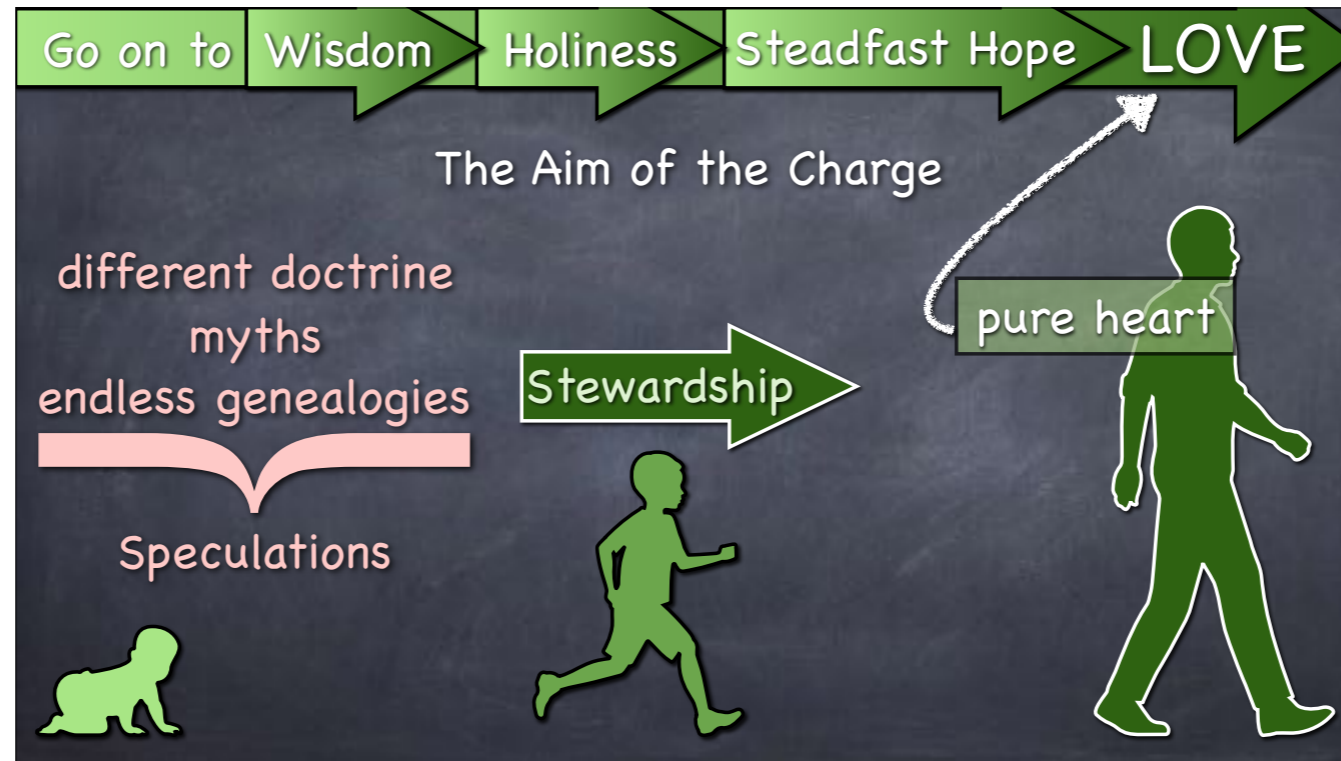 Go on to Wisdom Holiness Steadfast Hope LOVE
The Aim of the Charge
different doctrine
myths
endless genealogies
Speculations
Stewardship
pure heart